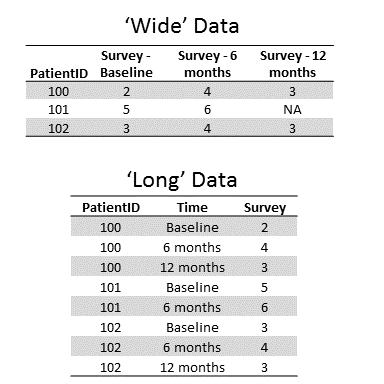 ‘Wide’ Data
PatientID Survey - Baseline Survey - 6 months Survey - 12 months
100 2 4 3
101 5 6 NA
102 3 4 3
‘Long’ Data
PatientID Time Survey
100 Baseline 2
100 6 months 4
100 12 months 3
101 Baseline 5
101 6 months 6
102 Baseline 3
102 6 months 4
102 12 months 3